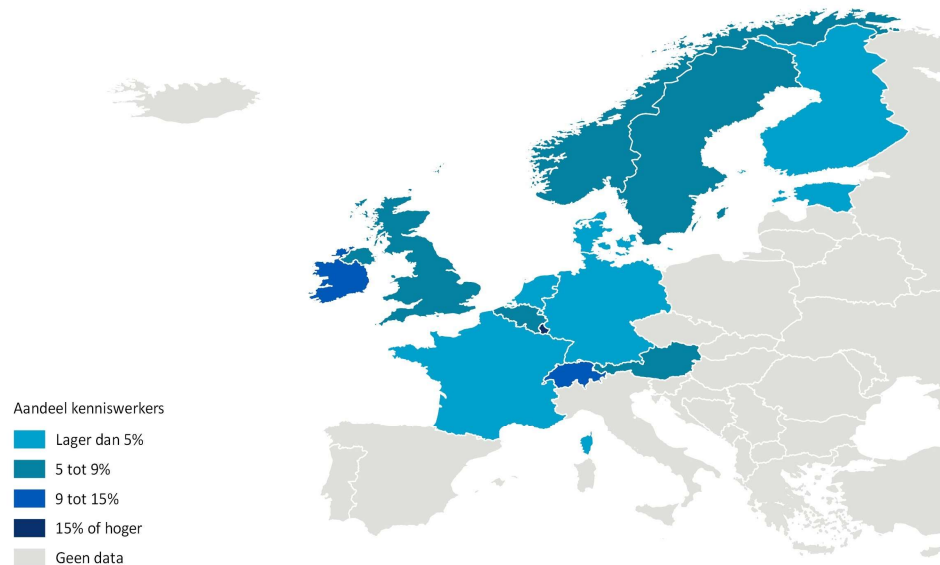 Aandeel kenniswerkers
Lager dan 5%
5 tot 9%
9 tot 15%
15% of hoger
Geen data